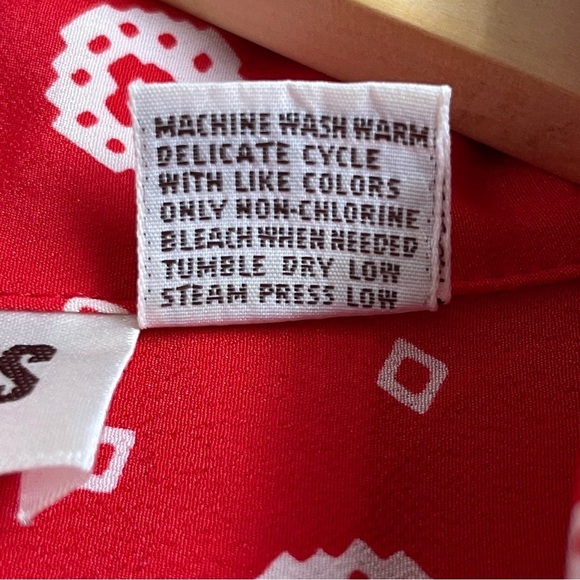 MACHINE WASH WARM
DELICATE CYCLE
WITH LIKE COLORS
ONLY NON-CHLORINE
BLEACH WHEN NEEDED
TUMBLE DRY LOW
STEAM PRESS LOW
S